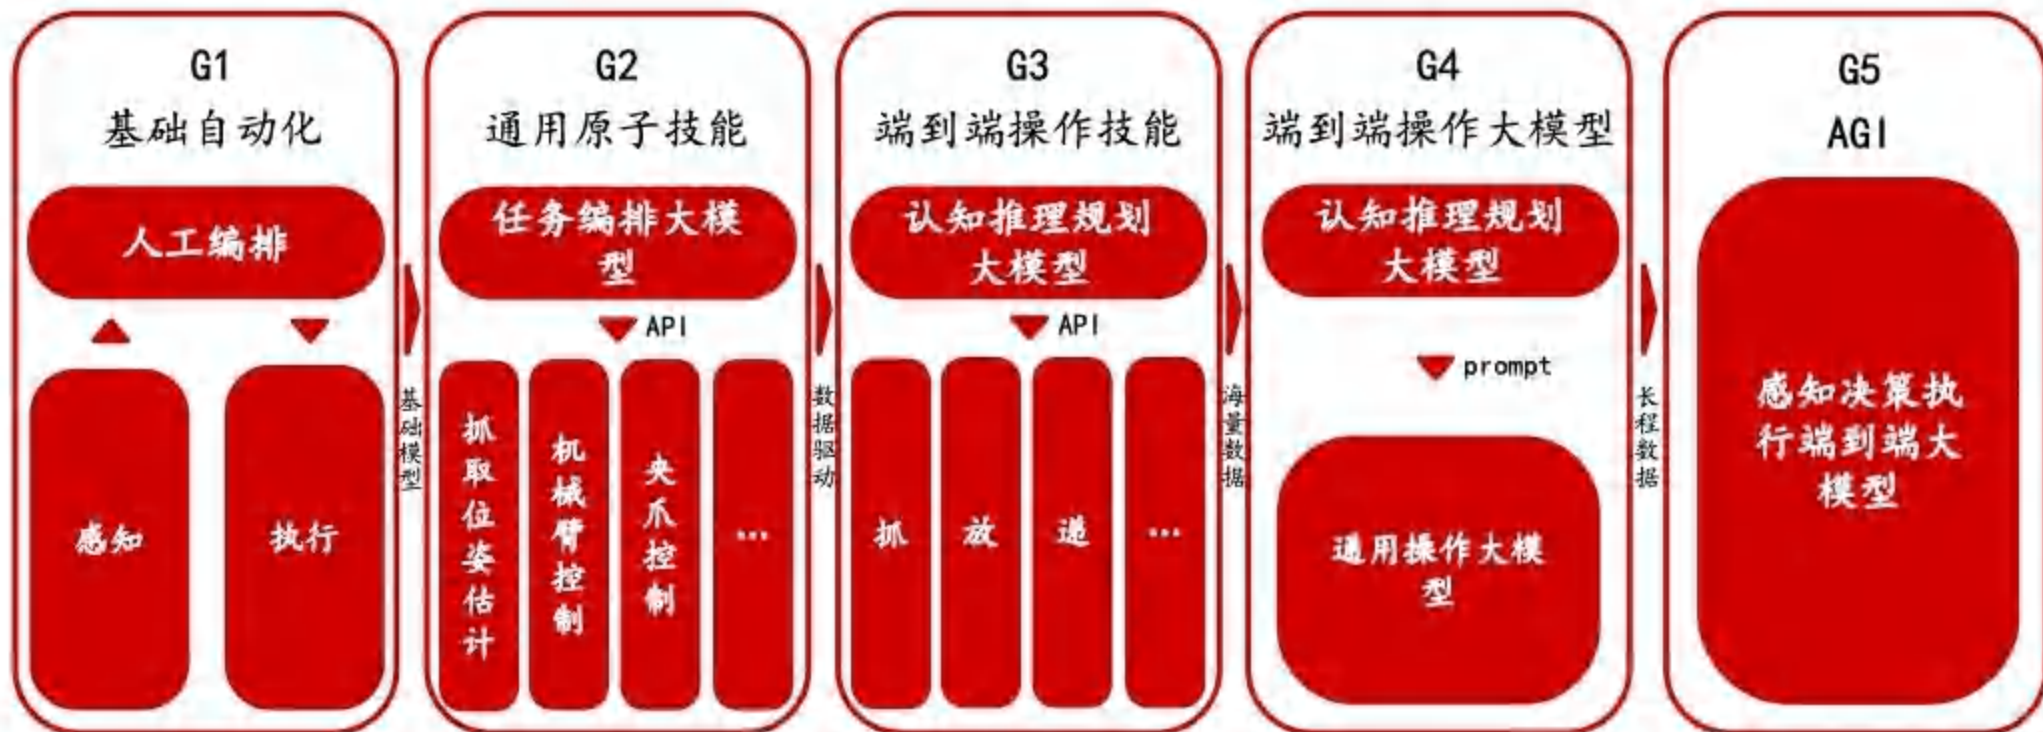 G1
基础自动化
人工编排
感知
执行
基础模型
G2
通用原子技能
任务编排大模
型
API
抓取位姿估计
机械臂控制
夹爪控制
...
数据驱动
G3
端到端操作技能
认知推理规划
大模型
API
抓
放
递
...
海量数据
G4
端到端操作大模型
认知推理规划
大模型
prompt
通用操作大模
型
长程数据
G5
AGI
感知决策执
行端到端大
模型